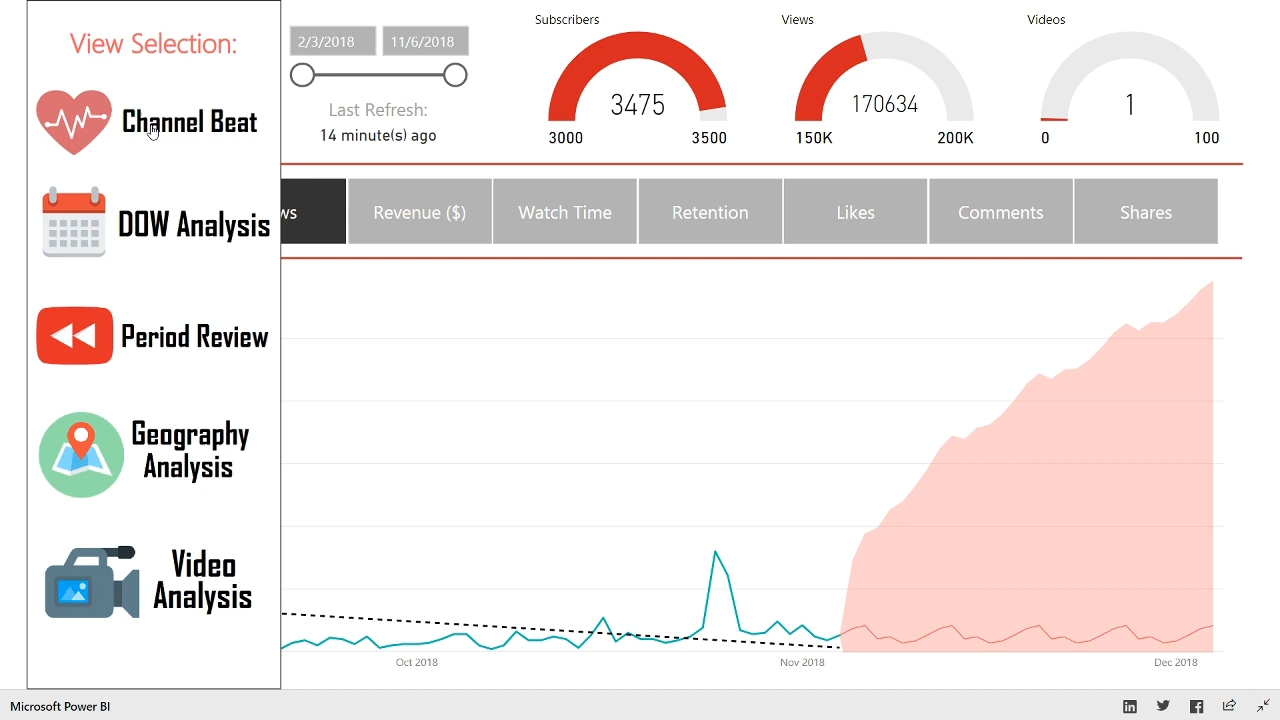 View Selection:
Channel Beat
DOW Analysis
Period Review
Geography
Analysis
Video
Analysis
2/3/2018
11/6/2018
Last Refresh:
14 minute(s) ago
Subscribers
3475
3000
3500
Views
170634
150K
200K
Videos
1
0
100
ws
Revenue ($)
Watch Time
Retention
Likes
Comments
Shares
Oct 2018
Nov 2018
Dec 2018
Microsoft Power BI